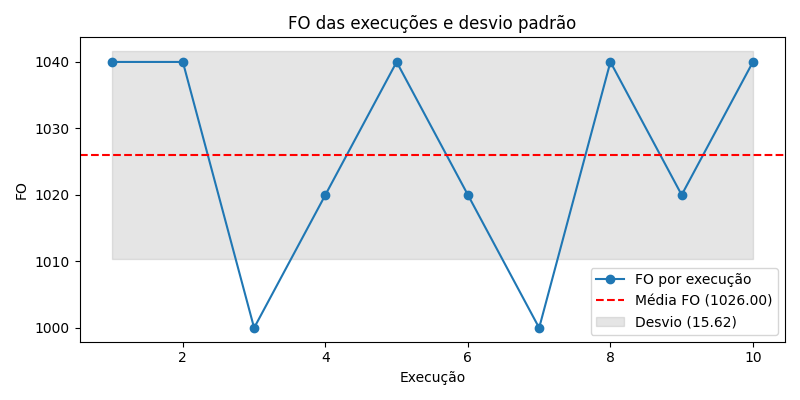 FO das execuções e desvio padrão
FO
1040
1030
1020
1010
1000
2
4
6
8
10
Execução
FO por execução
Média FO (1026.00)
Desvio (15.62)